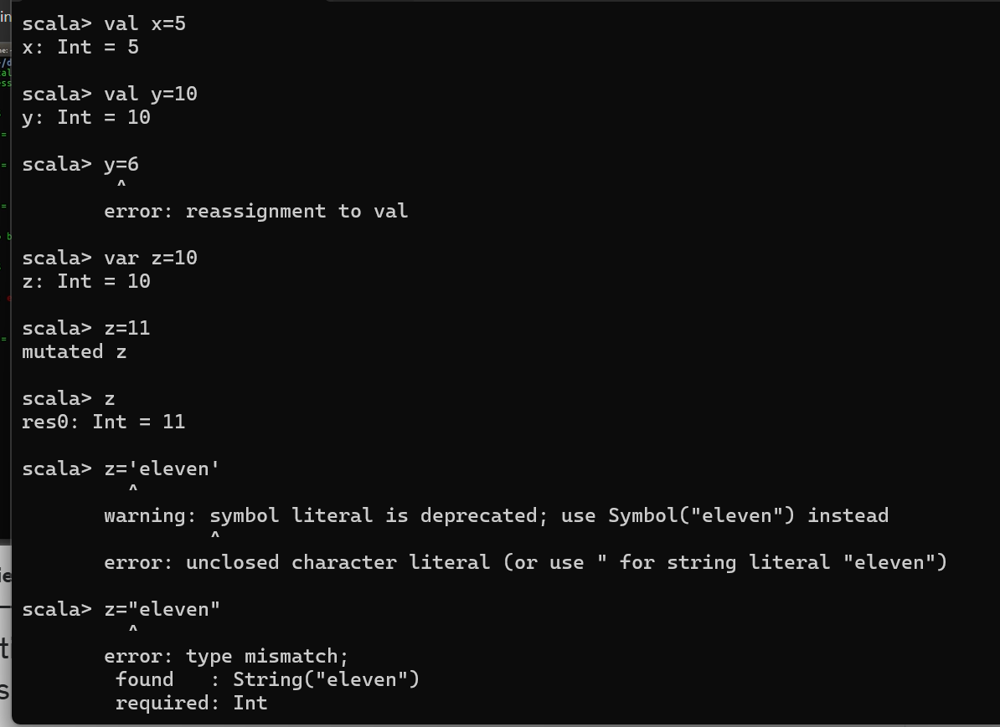 scala> val x=5
x: Int = 5
scala> val y=10
y: Int = 10
scala> y=6
^
error: reassignment to val
scala> var z=10
z: Int = 10
scala> z=11
mutated z
scala> z
res0: Int = 11
scala> z='eleven'
^
warning: symbol literal is deprecated; use Symbol("eleven") instead
^
error: unclosed character literal (or use " for string literal "eleven")
scala> z="eleven"
^
error: type mismatch;
found   : String("eleven")
required: Int